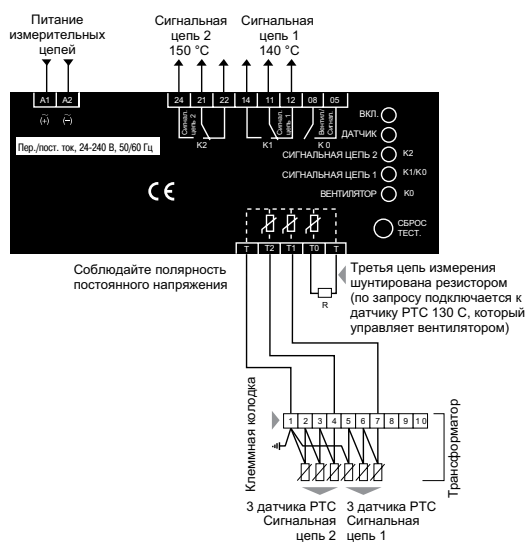 Питание
измерительных
цепей
Сигнальная
цепь 2
150 °C
Сигнальная
цепь 1
140 °C
A1 A2
(+) (−)
24 21 22 14 11 12 08 05
Сигнал.
цепь 2
K2
K1
Сигнал.
цепь 1
Вентил/
Сигнал.
K 0
ВКЛ.
ДАТЧИК
СИГНАЛЬНАЯ ЦЕПЬ 2 K2
СИГНАЛЬНАЯ ЦЕПЬ 1 K1/K0
ВЕНТИЛЯТОР K0
СБРОС
ТЕСТ.
Пер./пост. ток, 24-240 В, 50/60 Гц
CE
T T2 T1 T0 T
Соблюдайте полярность
постоянного напряжения
R
Третья цепь измерения
шунтирована резистором
(по запросу подключается к
датчику PTC 130 C, который
управляет вентилятором)
Клеммная колодка
1 2 3 4 5 6 7 8 9 10
Трансформатор
3 датчика PTC
Сигнальная
цепь 2
3 датчика PTC
Сигнальная
цепь 1